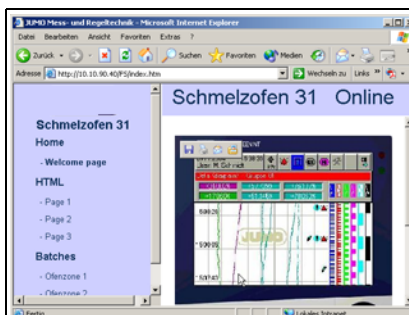 JUMO Mess- und Regeltechnik - Microsoft Internet Explorer
Datei Bearbeiten Ansicht Favoriten Extras ?
Zurück Suchen Favoriten Medien
Adresse http://10.10.90.40/FS/index.htm Wechseln zu Links
Schmelzofen 31 Online
Schmelzofen 31
Home
- Welcome page
HTML
- Page 1
- Page 2
- Page 3
Batches
- Ofenzone 1
- Ofenzone 2
JUMO
Fertig Lokales Intranet